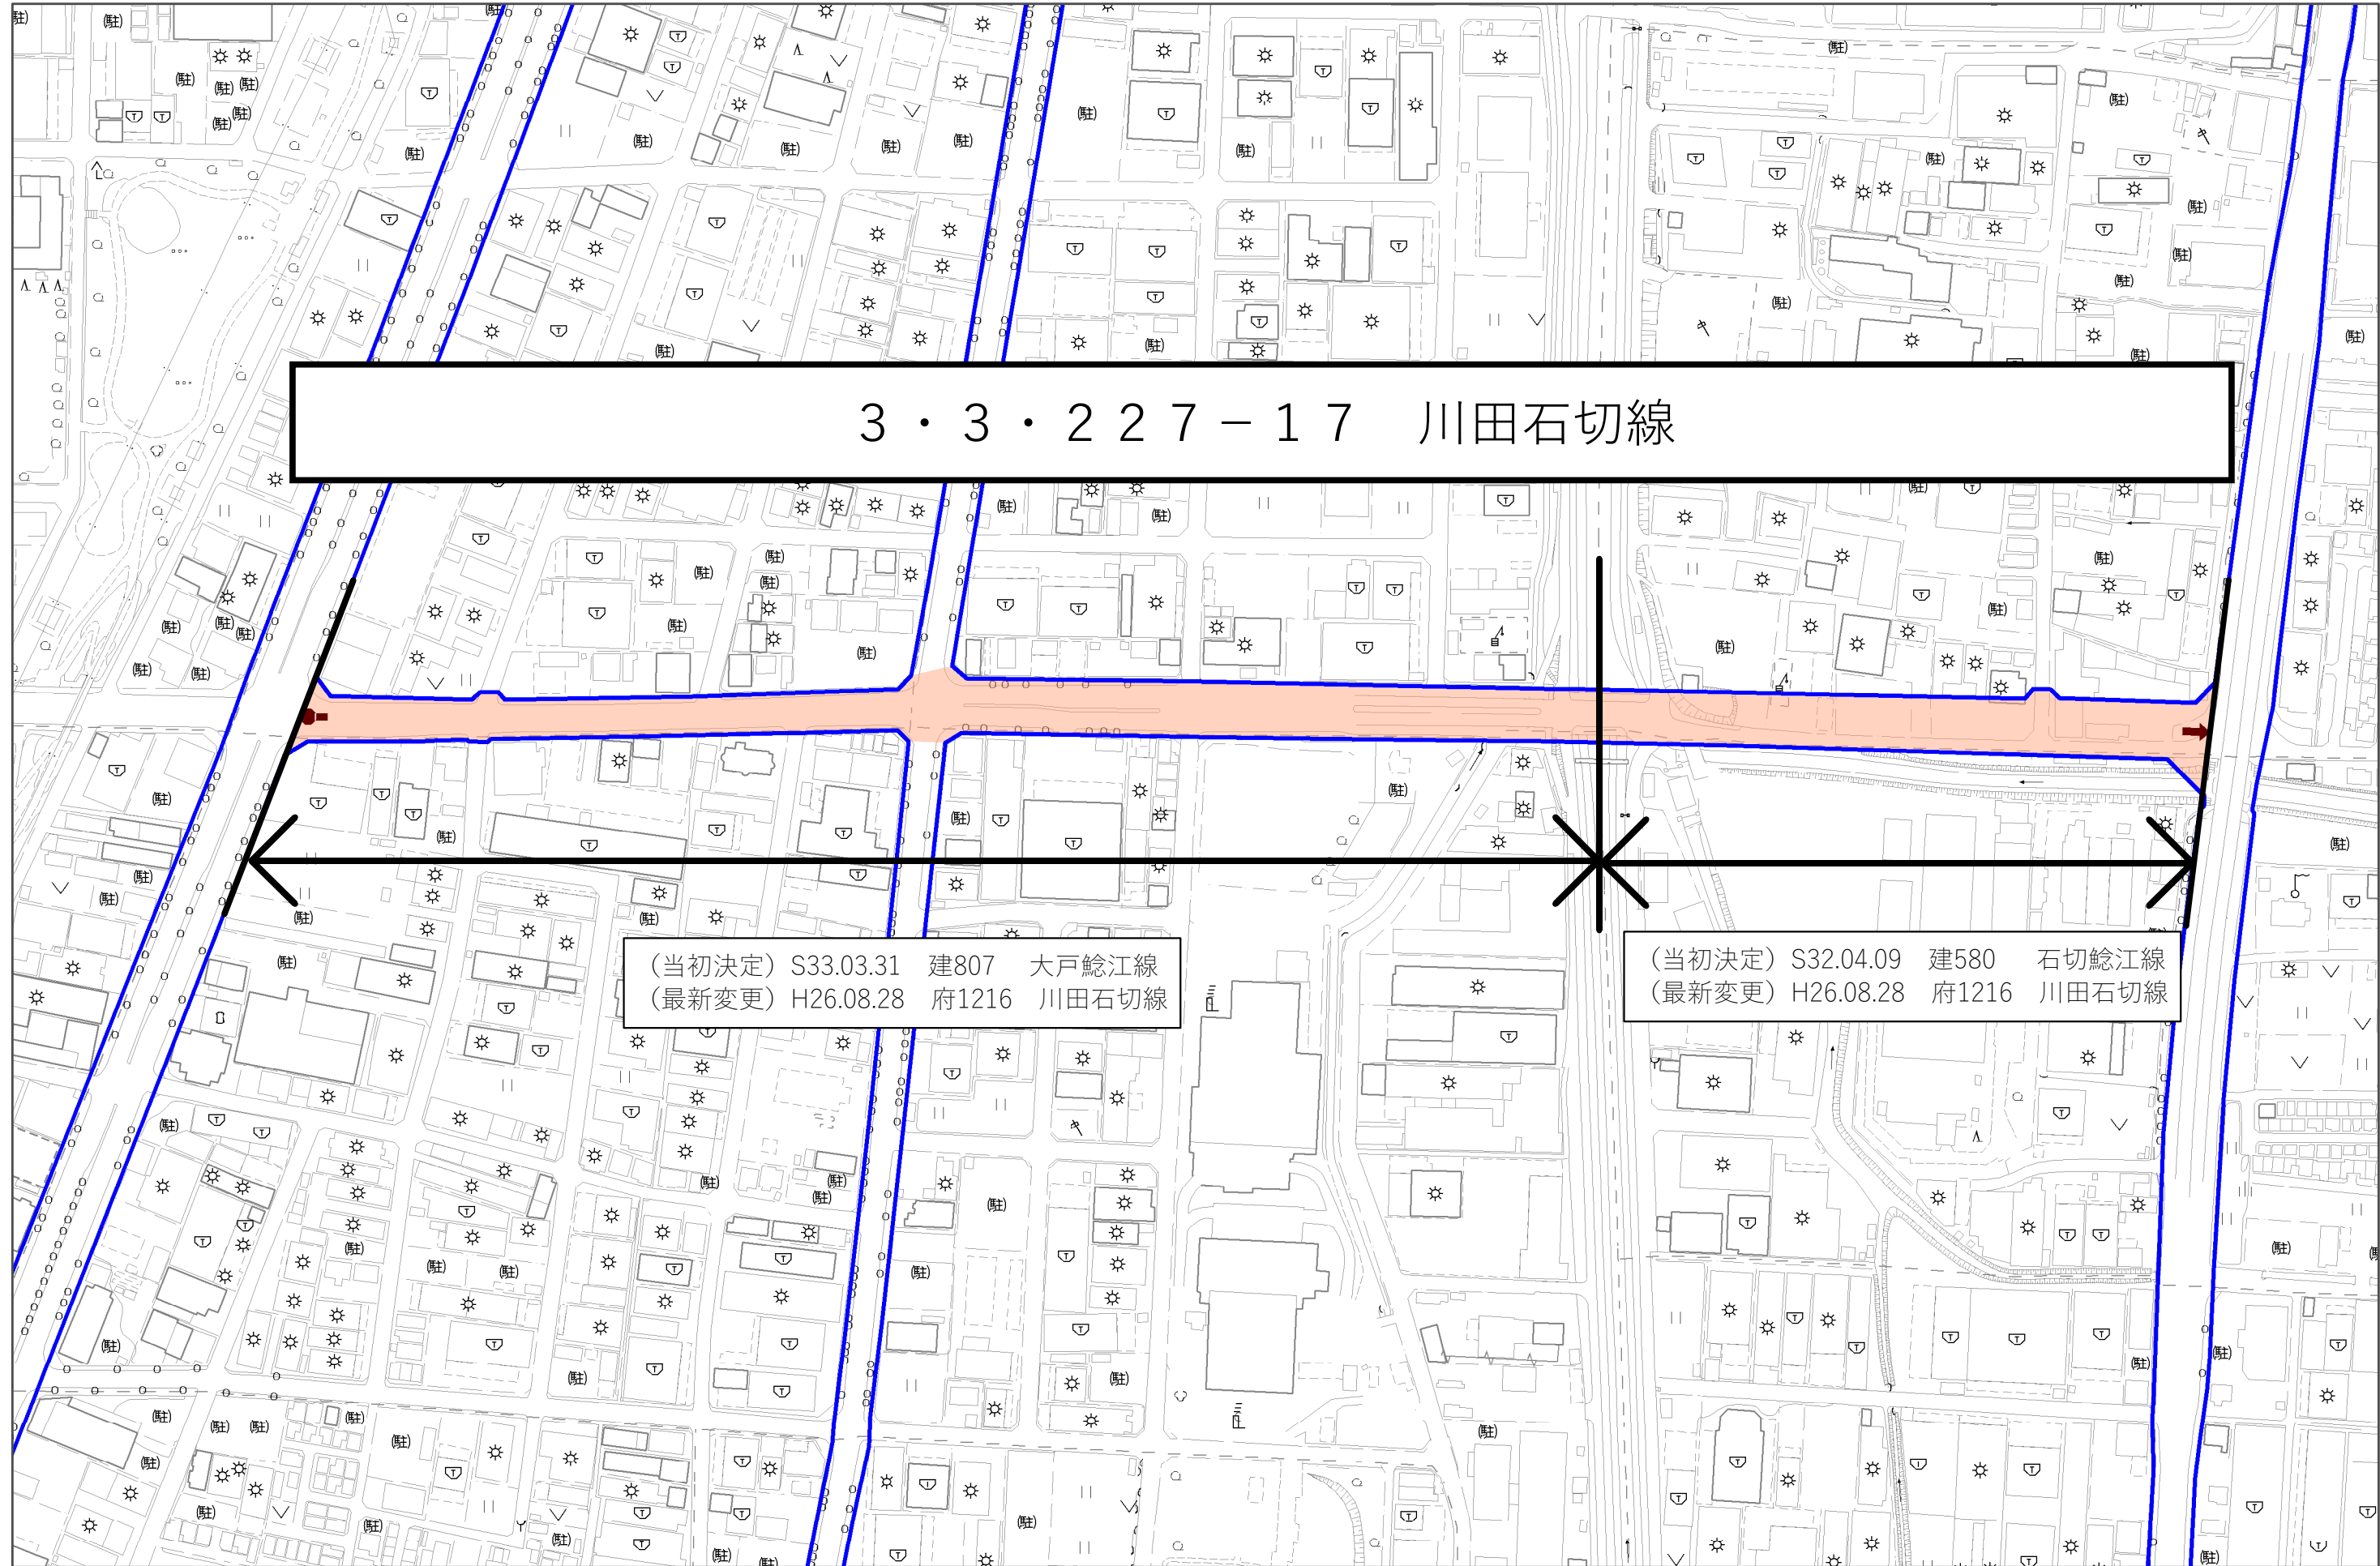 3・3・227−17　川田石切線
（当初決定）S33.03.31　建807　大戸鯰江線
（最新変更）H26.08.28　府1216　川田石切線
（当初決定）S32.04.09　建580　石切鯰江線
（最新変更）H26.08.28　府1216　川田石切線